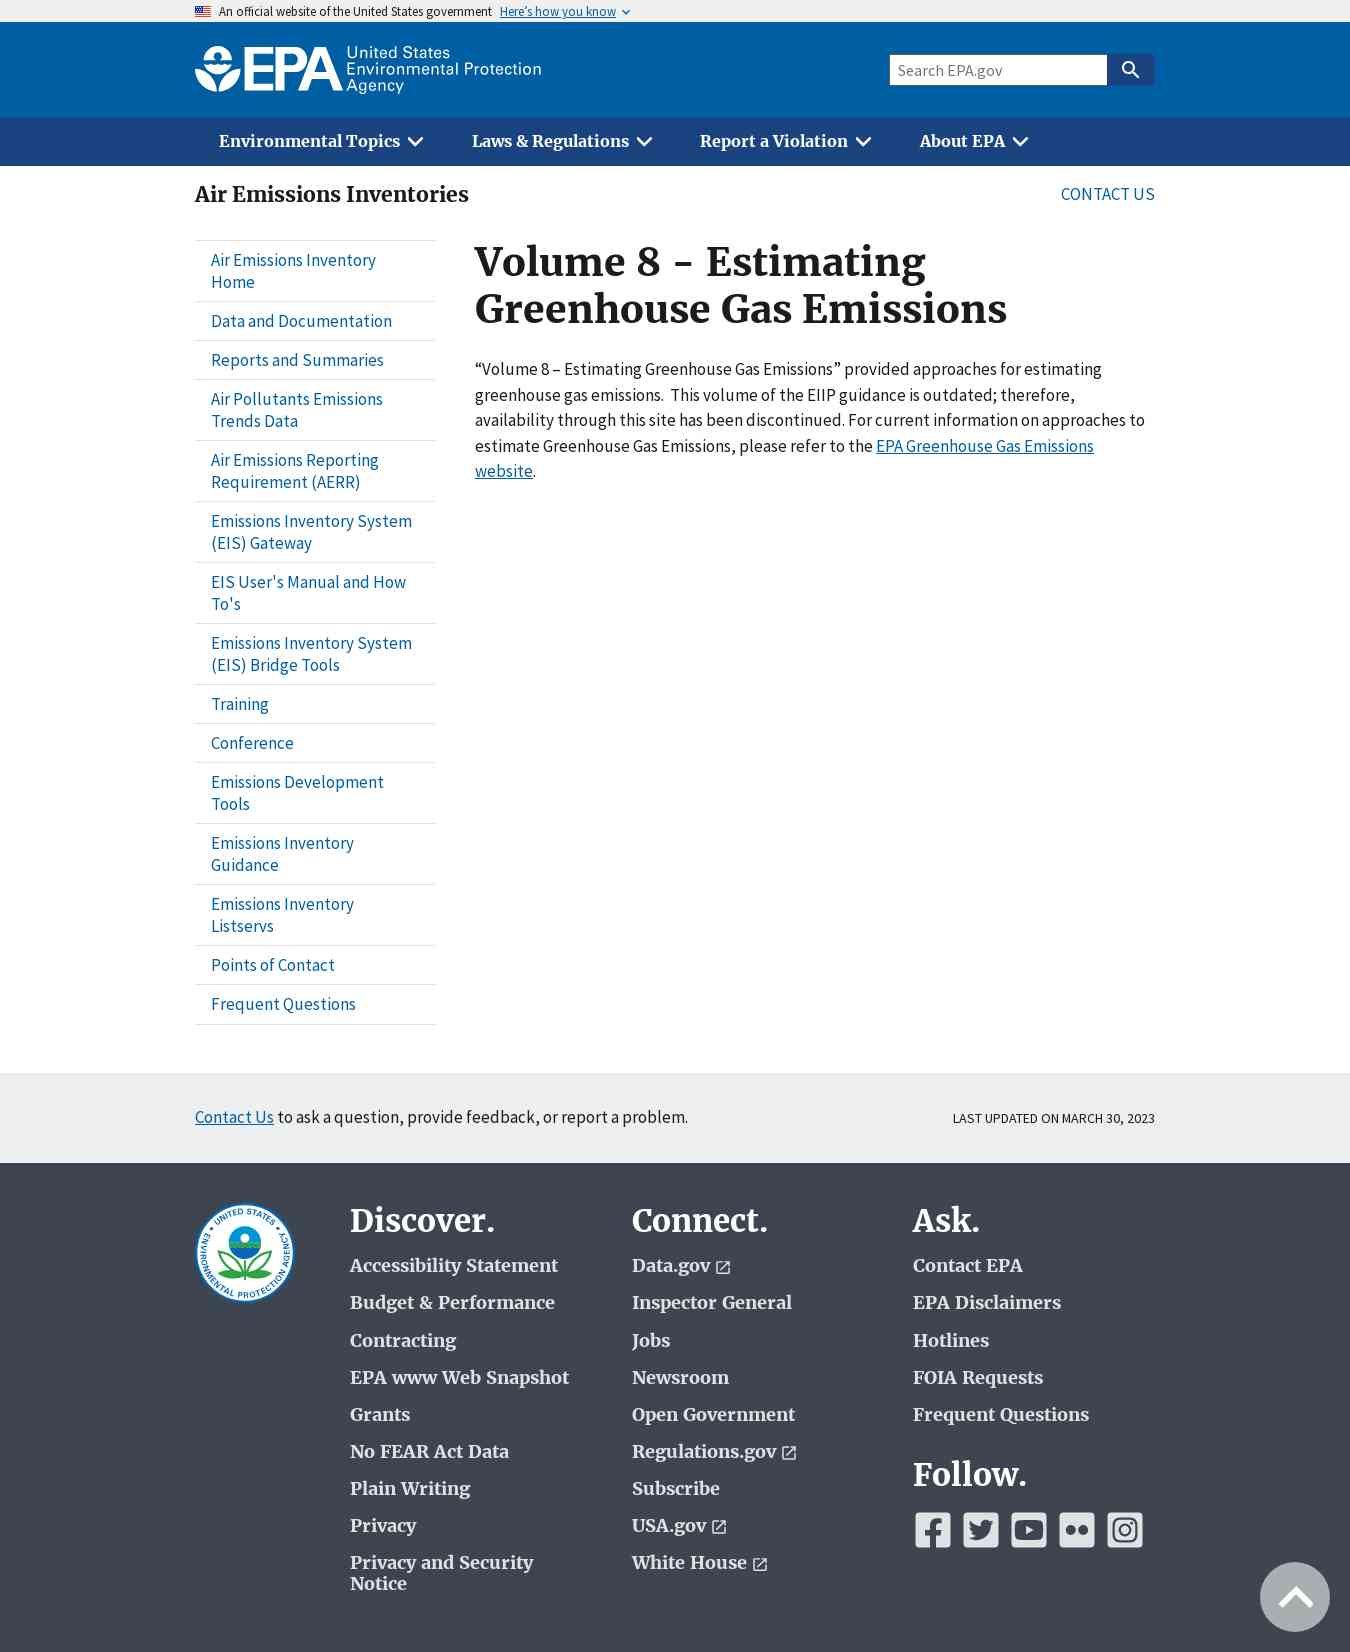 An official website of the United States government Here’s how you know
EPA United States
Environmental Protection
Agency
Search EPA.gov
Environmental Topics Laws & Regulations Report a Violation About EPA
Air Emissions Inventories
CONTACT US
Air Emissions Inventory
Home
Data and Documentation
Reports and Summaries
Air Pollutants Emissions
Trends Data
Air Emissions Reporting
Requirement (AERR)
Emissions Inventory System
(EIS) Gateway
EIS User's Manual and How
To's
Emissions Inventory System
(EIS) Bridge Tools
Training
Conference
Emissions Development
Tools
Emissions Inventory
Guidance
Emissions Inventory
Listservs
Points of Contact
Frequent Questions
Volume 8 - Estimating
Greenhouse Gas Emissions
“Volume 8 – Estimating Greenhouse Gas Emissions” provided approaches for estimating
greenhouse gas emissions.  This volume of the EIIP guidance is outdated; therefore,
availability through this site has been discontinued. For current information on approaches to
estimate Greenhouse Gas Emissions, please refer to the EPA Greenhouse Gas Emissions
website.
Contact Us to ask a question, provide feedback, or report a problem.
LAST UPDATED ON MARCH 30, 2023
UNITED STATES
ENVIRONMENTAL PROTECTION AGENCY
Discover.
Accessibility Statement
Budget & Performance
Contracting
EPA www Web Snapshot
Grants
No FEAR Act Data
Plain Writing
Privacy
Privacy and Security
Notice
Connect.
Data.gov
Inspector General
Jobs
Newsroom
Open Government
Regulations.gov
Subscribe
USA.gov
White House
Ask.
Contact EPA
EPA Disclaimers
Hotlines
FOIA Requests
Frequent Questions
Follow.